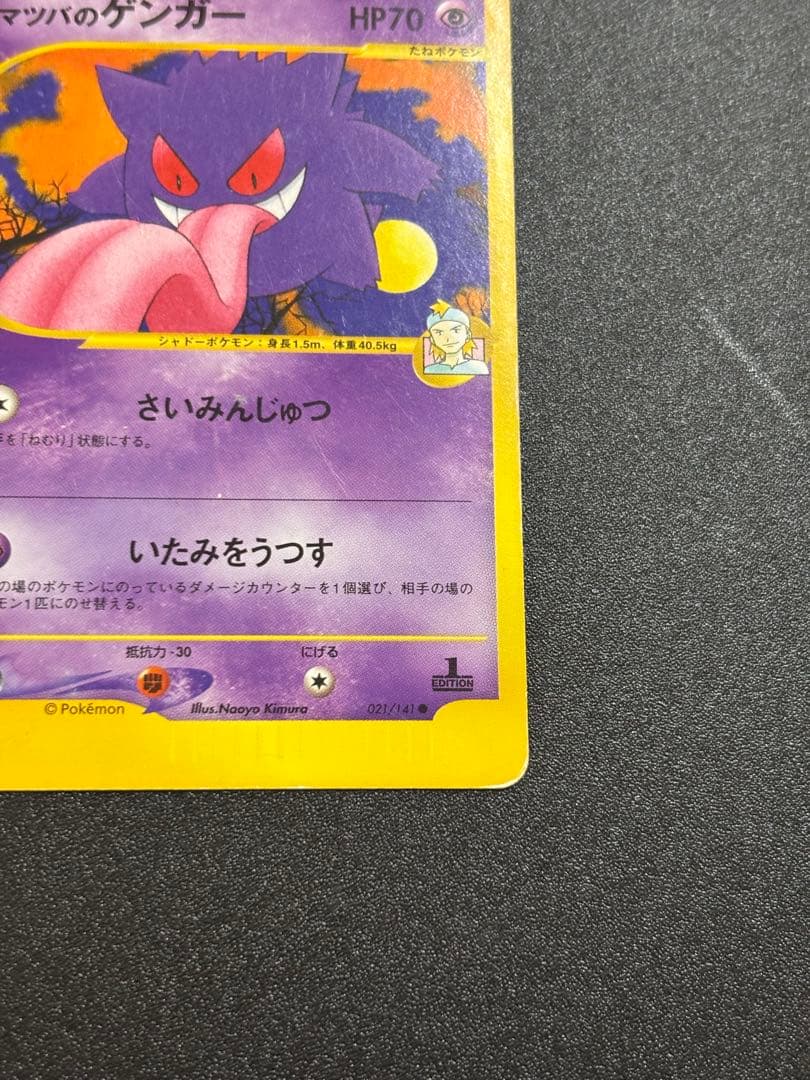 マツバのゲンガー HP70
たねポケモン
シャドーポケモン：身長1.5m、体重40.5kg
さいみんじゅつ
を「ねむり」状態にする。
いたみをうつす
の場のポケモンにのっているダメージカウンターを1個選び、相手の場の
モン1匹にのせ替える。
抵抗力-30 にげる
1 EDITION
©Pokémon Illus.Naoyo Kimura 021/141●